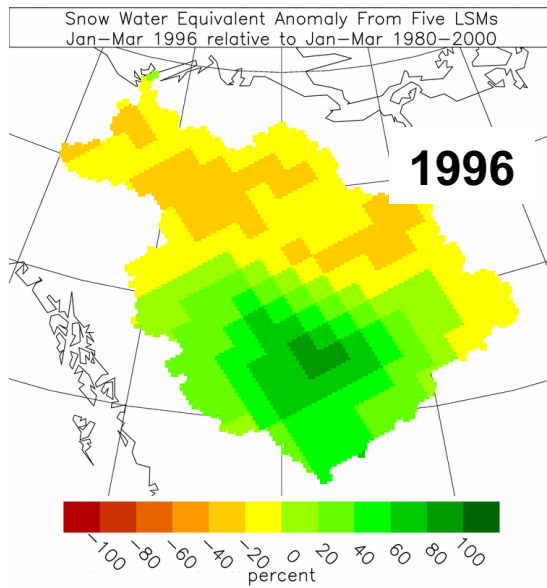 Snow Water Equivalent Anomaly From Five LSMs
Jan-Mar 1996 relative to Jan-Mar 1980-2000
1996
-100 -80 -60 -40 -20 0 20 40 60 80 100
percent